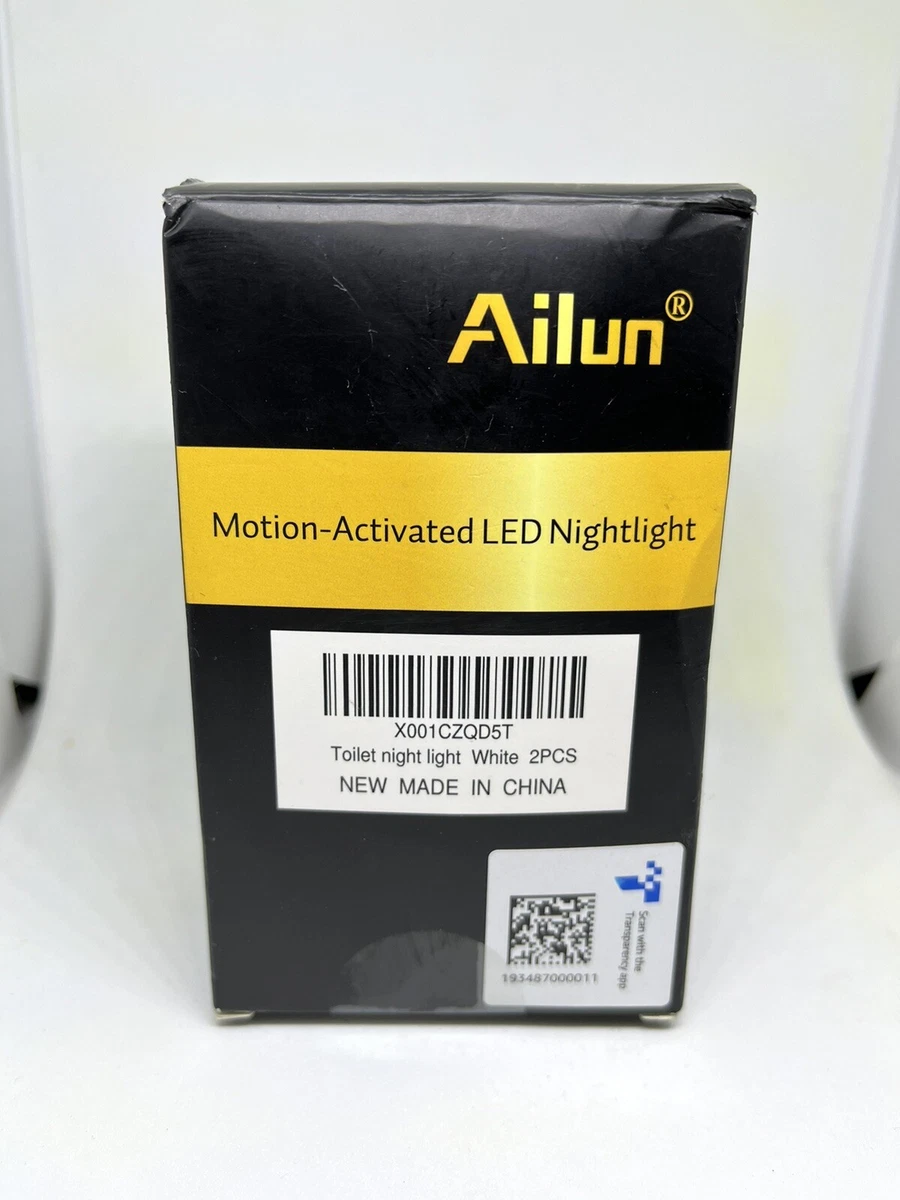 Ailun®
Motion-Activated LED Nightlight
X001CZQD5T
Toilet night light White 2PCS
NEW MADE IN CHINA
193487000011
Scan with the
Transparency app